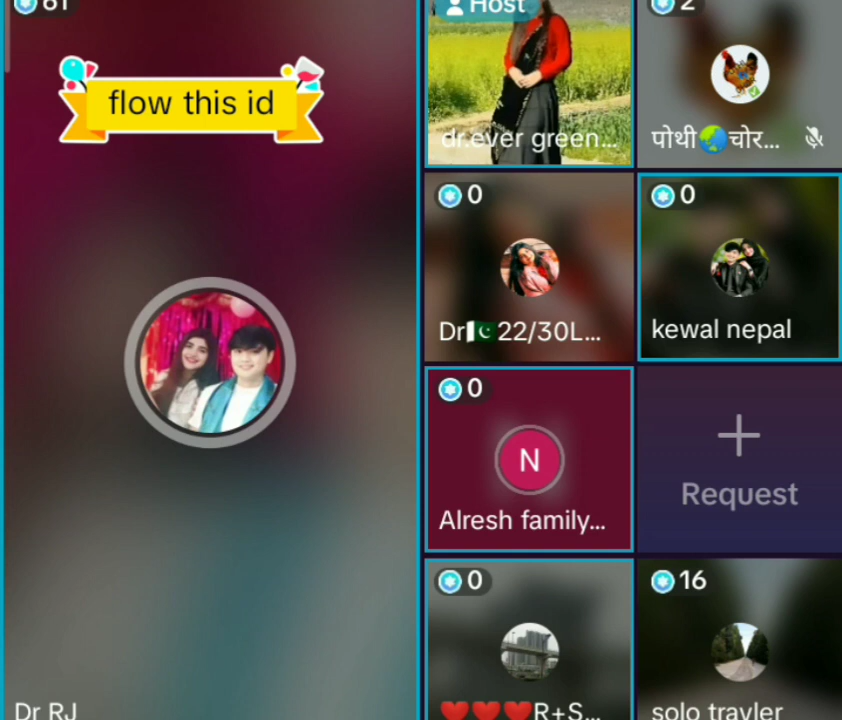 61
flow this id
Dr RJ
Host
dr.ever green...
2
पोथी🌏चोर...
0
Dr🇵🇰22/30L...
0
kewal nepal
0
N
Alresh family...
+
Request
0
❤️❤️❤️R+S...
16
solo travler